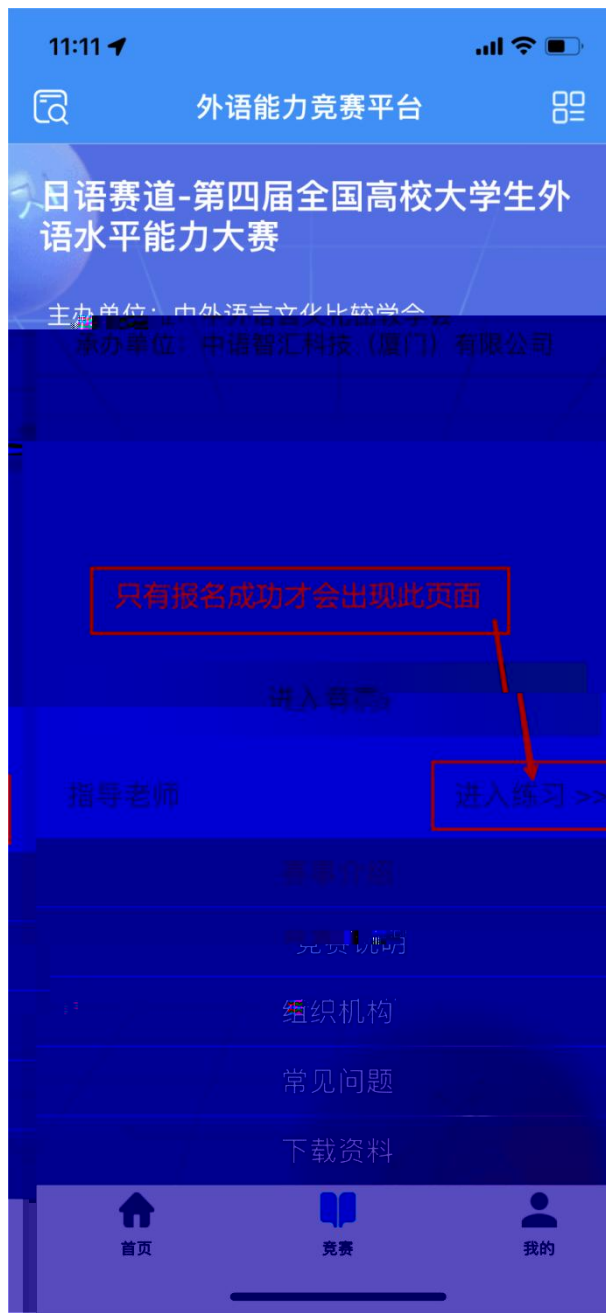 11:11
外语能力竞赛平台
日语赛道-第四届全国高校大学生外
语水平能力大赛
主办单位：中外语言文化比较学会
承办单位：中语智汇科技（厦门）有限公司
只有报名成功才会出现此页面
进入竞赛
指导老师
进入练习 >>
赛事介绍
竞赛说明
组织机构
常见问题
下载资料
首页
竞赛
我的